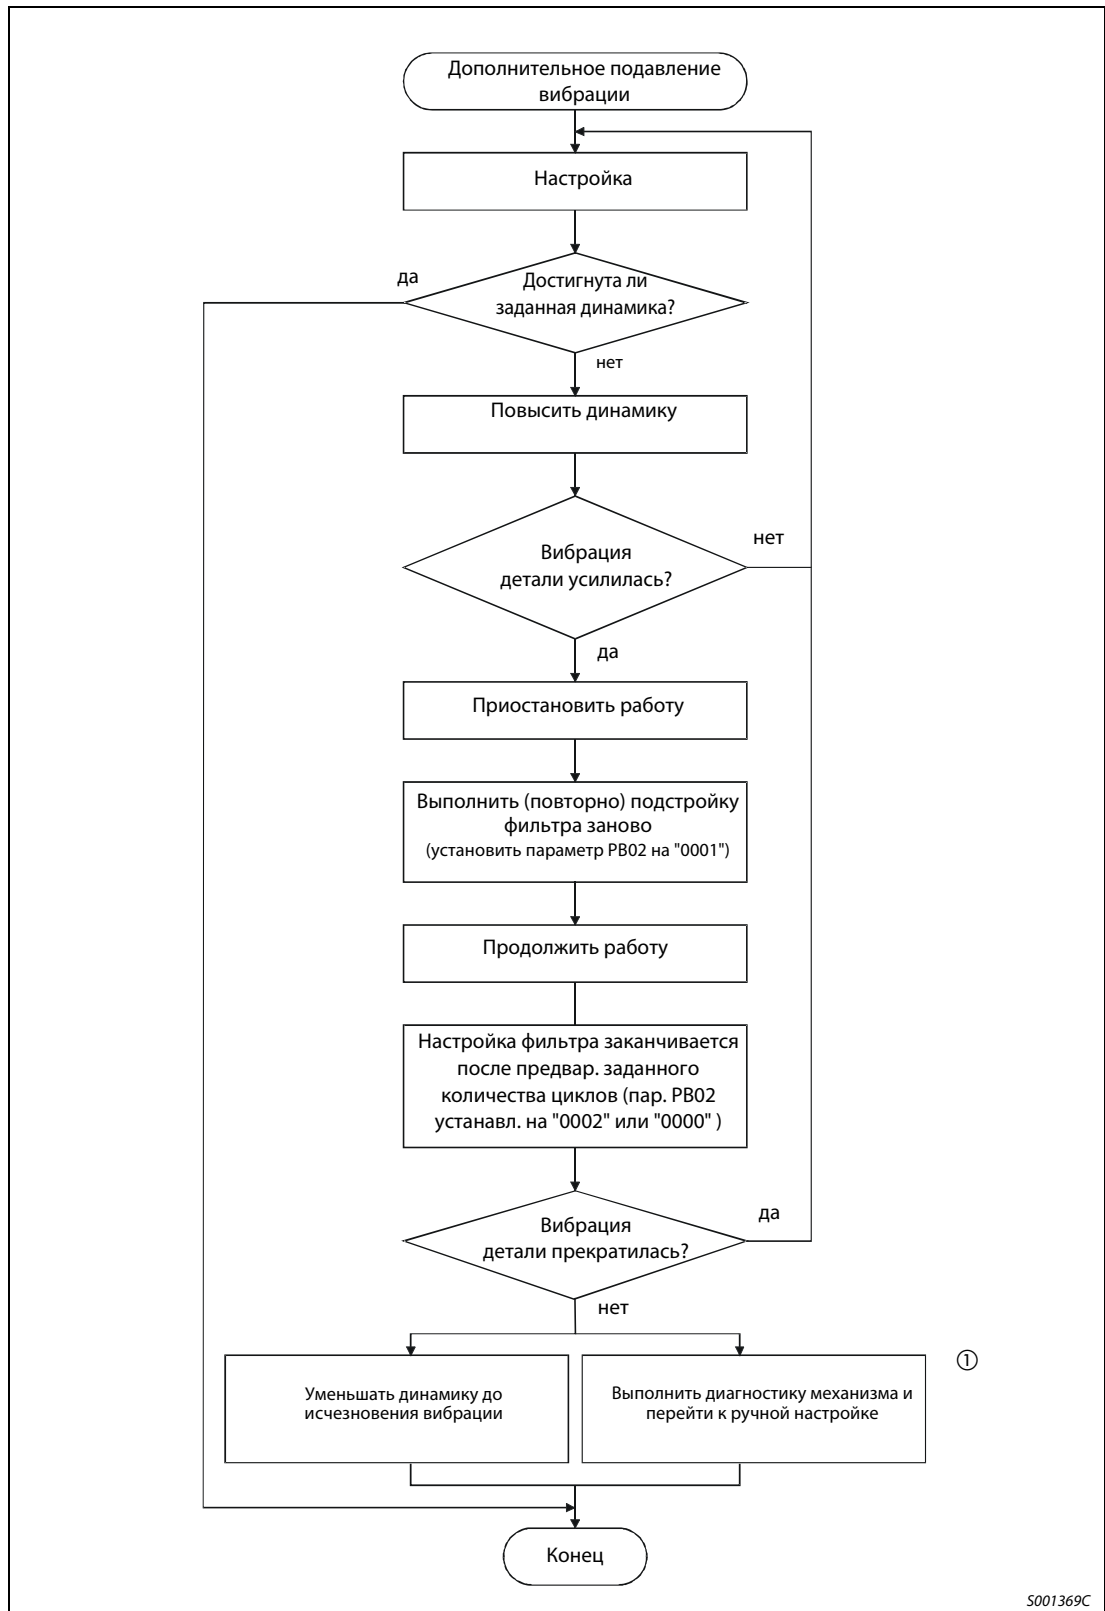 Дополнительное подавление
вибрации
Настройка
да
Достигнута ли
заданная динамика?
нет
Повысить динамику
Вибрация
детали усилилась?
нет
да
Приостановить работу
Выполнить (повторно) подстройку
фильтра заново
(установить параметр PB02 на "0001")
Продолжить работу
Настройка фильтра заканчивается
после предвар. заданного
количества циклов (пар. PB02
устанавл. на "0002" или "0000" )
Вибрация
детали прекратилась?
да
нет
Уменьшать динамику до
исчезновения вибрации
Выполнить диагностику механизма и
перейти к ручной настройке
①
Конец
S001369C